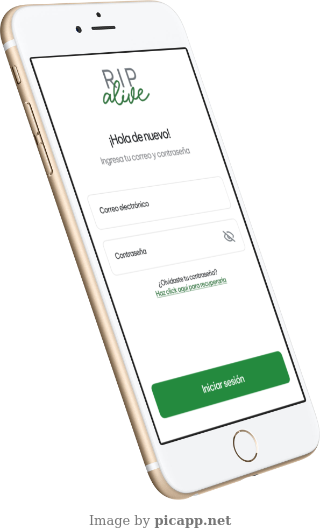 RIP
alive
¡Hola de nuevo!
Ingresa tu correo y contraseña
Correo electrónico
Contraseña
¿Olvidaste tu contraseña?
Haz click aquí para recuperarla
Iniciar sesión
Image by picapp.net